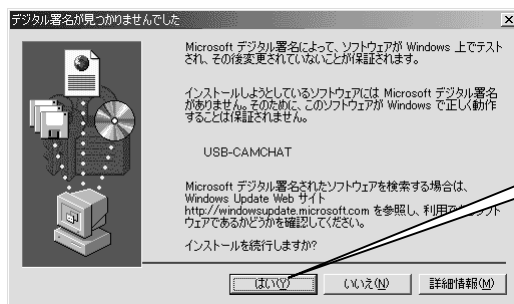 デジタル署名が見つかりませんでした
Microsoft デジタル署名によって、ソフトウェアが Windows 上でテスト
され、その後変更されていないことが保証されます。
インストールしようとしているソフトウェアには Microsoft デジタル署名
がありません。そのために、このソフトウェアが Windows で正しく動作
することは保証されません。
USB-CAMCHAT
Microsoft デジタル署名されたソフトウェアを検索する場合は、
Windows Update Web サイト
http://windowsupdate.microsoft.com を参照し、利用でき
ウェアであるかどうかを確認してください。
インストールを続行しますか?
はい(Y) いいえ(N) 詳細情報(M)